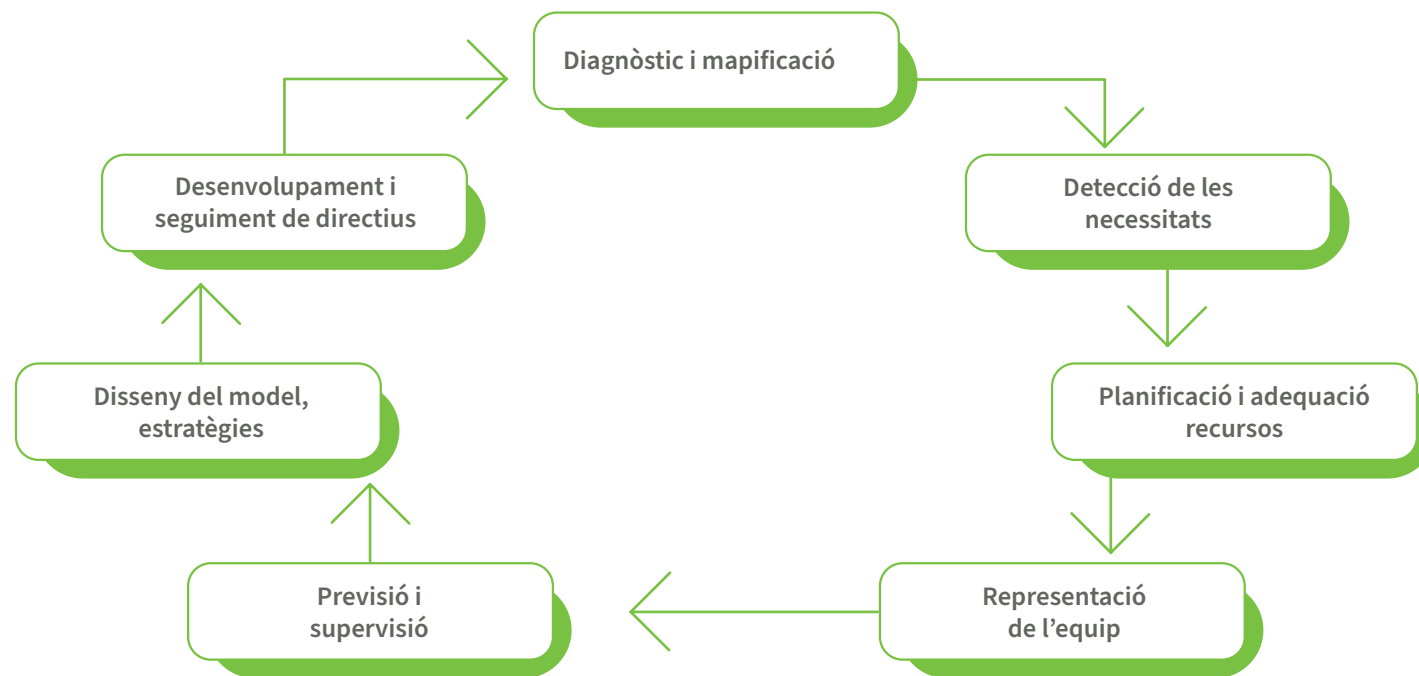 Diagnòstic i mapificació
Desenvolupament i
seguiment de directius
Detecció de les
necessitats
Disseny del model,
estratègies
Planificació i adequació
recursos
Previsió i
supervisió
Representació
de l’equip